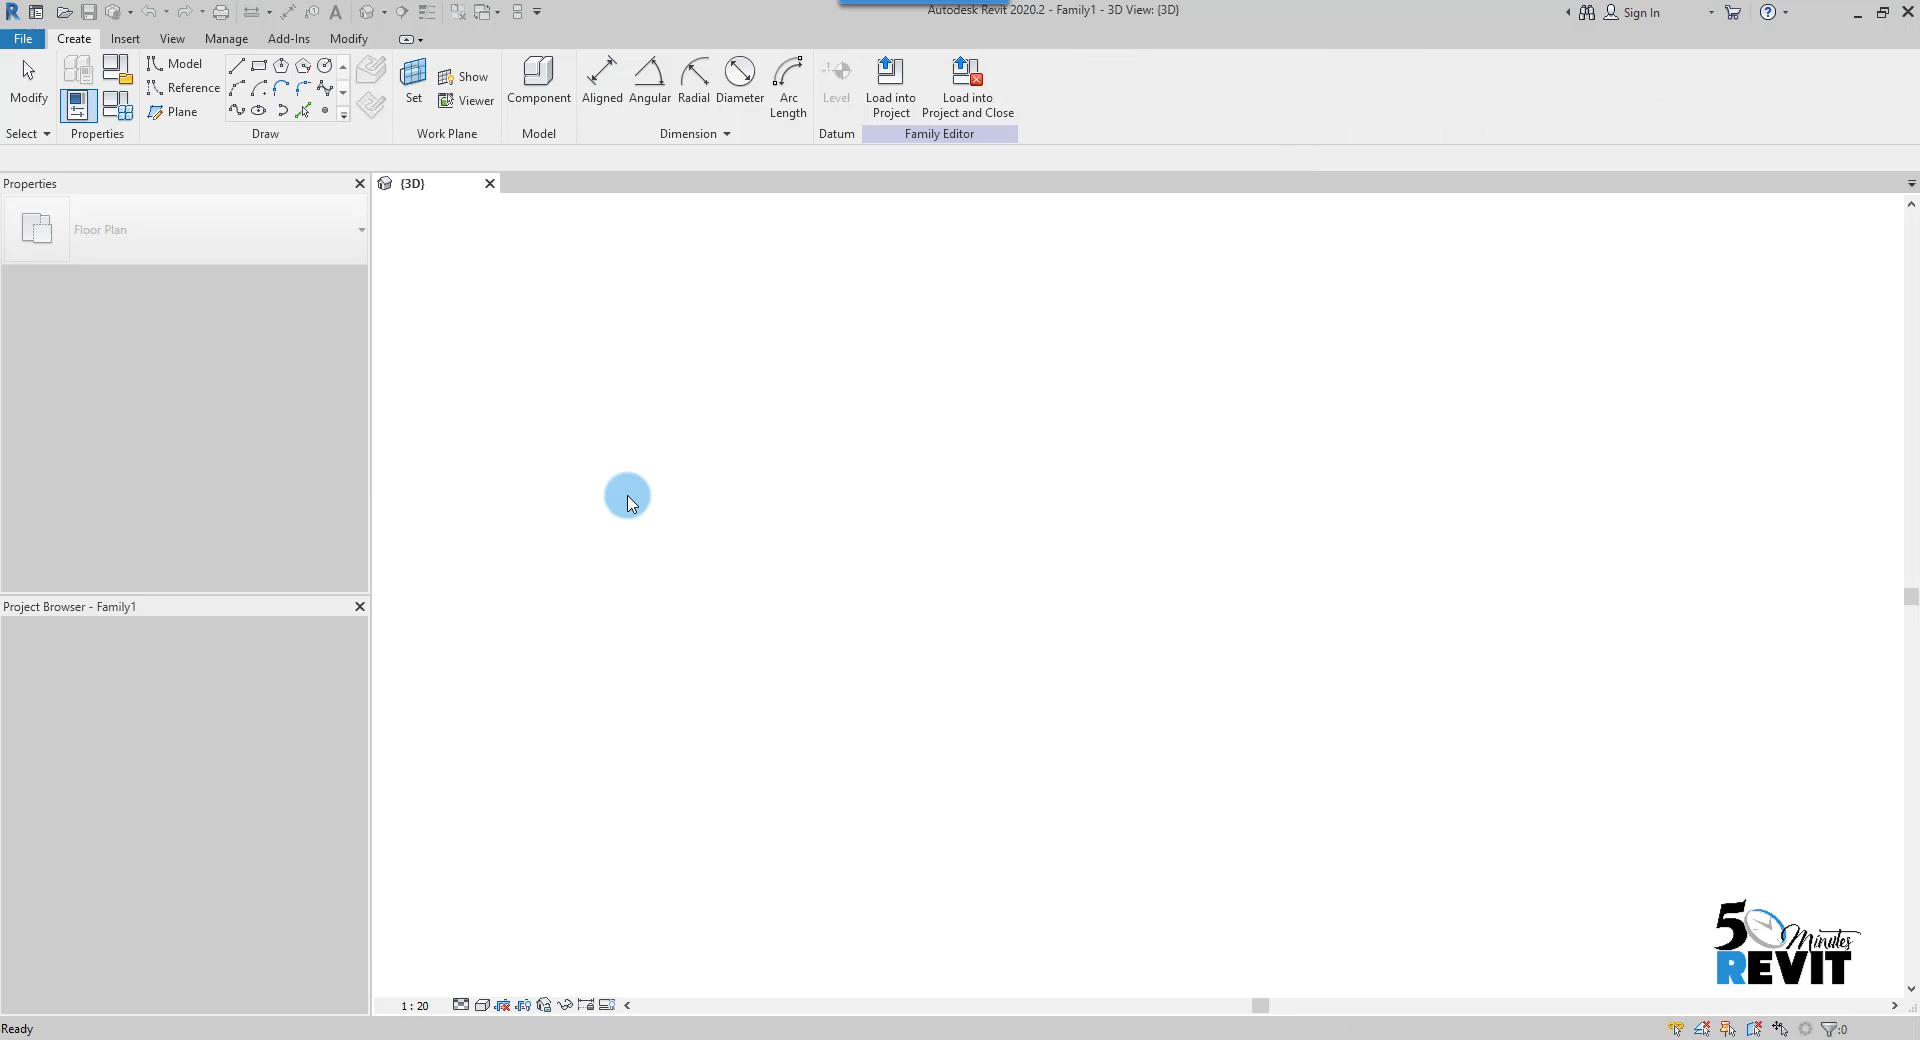 Autodesk Revit 2020.2 - Family1 - 3D View: {3D}
Sign In
File
Create
Insert
View
Manage
Add-Ins
Modify
Modify
Model
Reference
Plane
Set
Show
Viewer
Component
Aligned
Angular
Radial
Diameter
Arc
Length
Level
Load into
Project
Load into
Project and Close
Select
Properties
Draw
Work Plane
Model
Dimension
Datum
Family Editor
Properties
{3D}
Floor Plan
Project Browser - Family1
5 Minutes
REVIT
1 : 20
Ready
:0